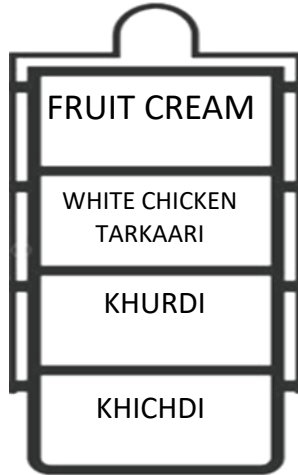 FRUIT CREAM
WHITE CHICKEN
TARKAARI
KHURDI
KHICHDI